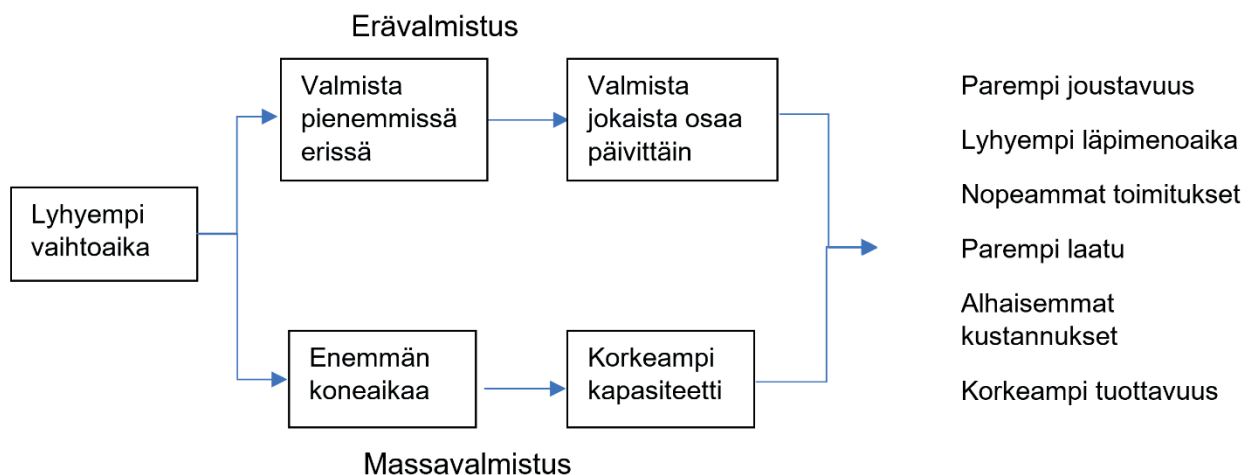 Erävalmistus
Valmista
pienemmissä
erissä
Valmista
jokaista osaa
päivittäin
Lyhyempi
vaihtoaika
Enemmän
koneaikaa
Korkeampi
kapasiteetti
Massavalmistus
Parempi joustavuus
Lyhyempi läpimenoaika
Nopeammat toimitukset
Parempi laatu
Alhaisemmat
kustannukset
Korkeampi tuottavuus